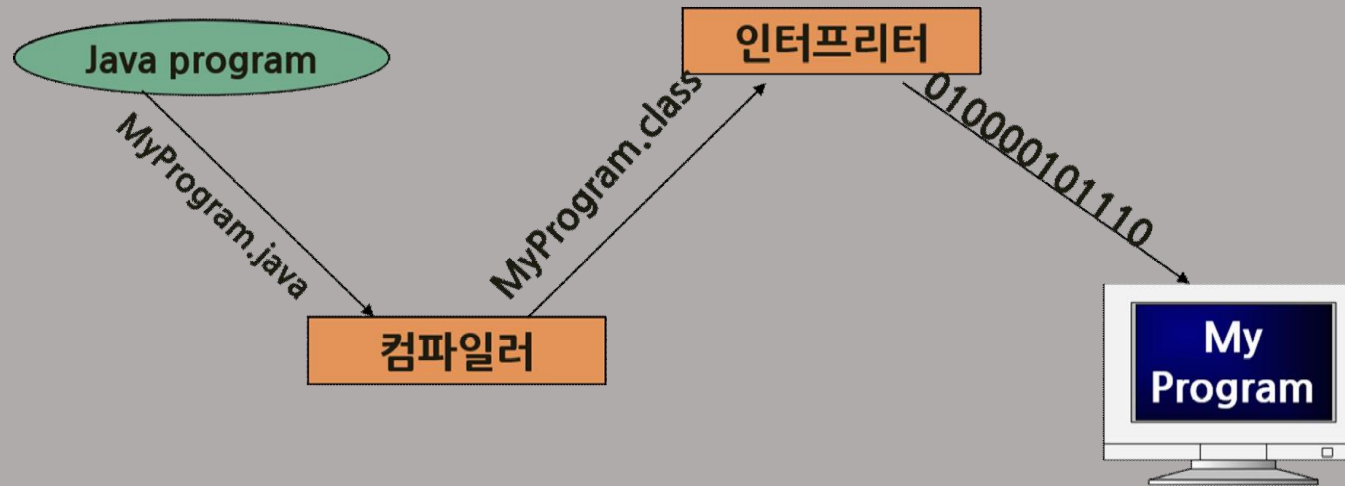 Java program
MyProgram.java
컴파일러
MyProgram.class
인터프리터
010000101110
My
Program